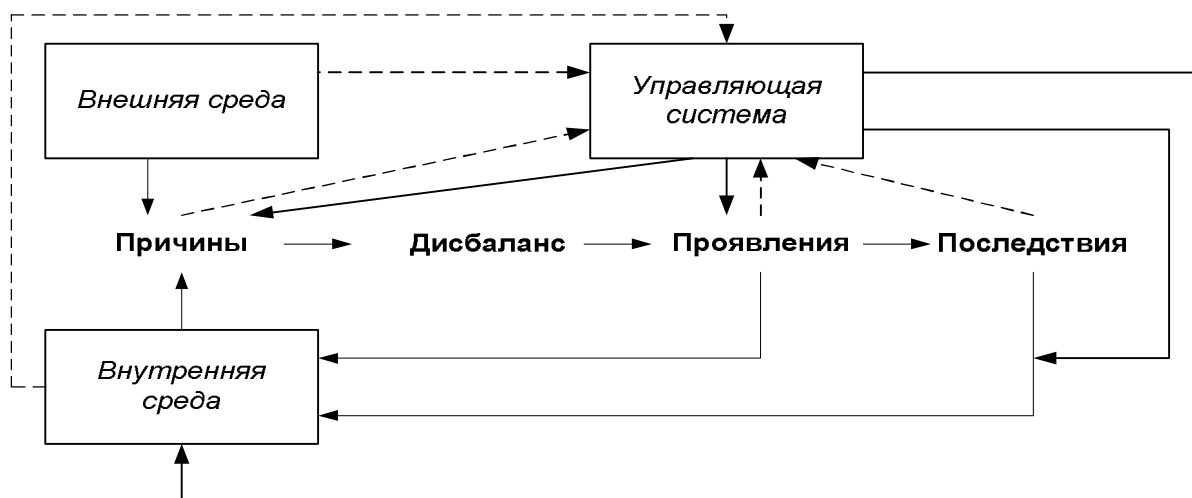 Внешняя среда
Управляющая
система
Причины
Дисбаланс
Проявления
Последствия
Внутренняя
среда